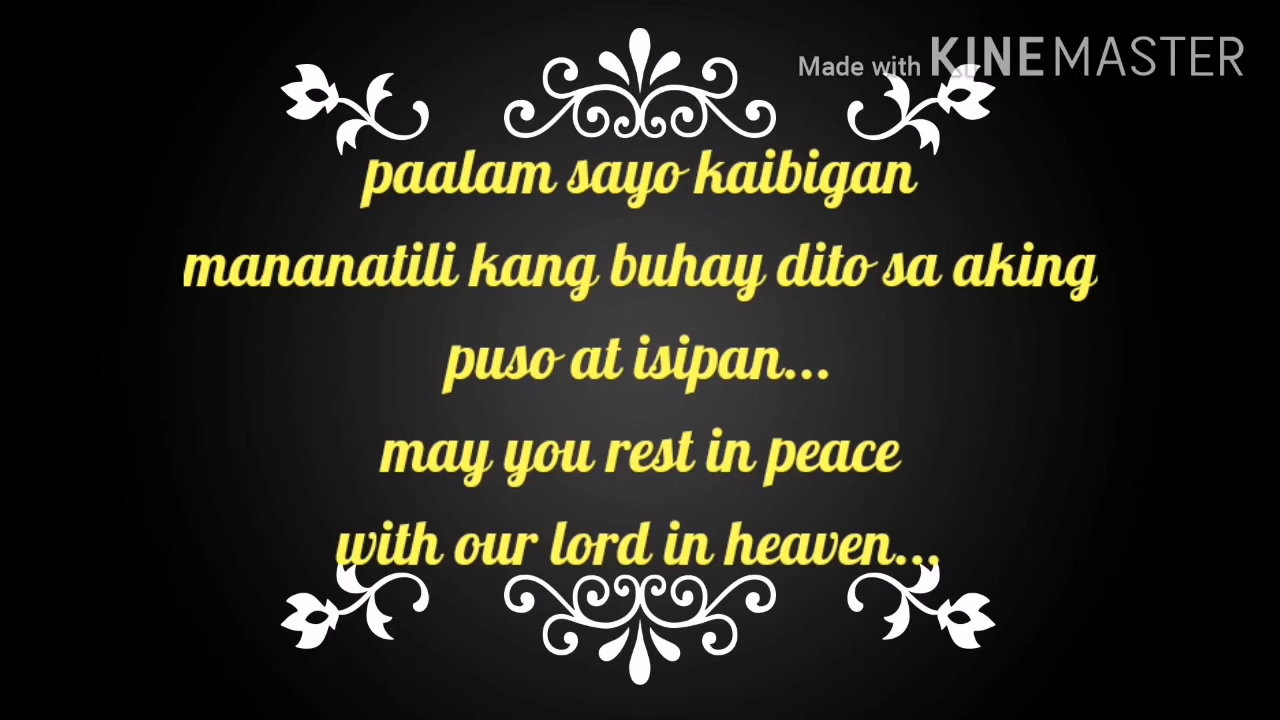 Made with KINEMASTER
paalam sayo kaibigan
mananatili kang buhay dito sa aking
puso at isipan...
may you rest in peace
with our lord in heaven...